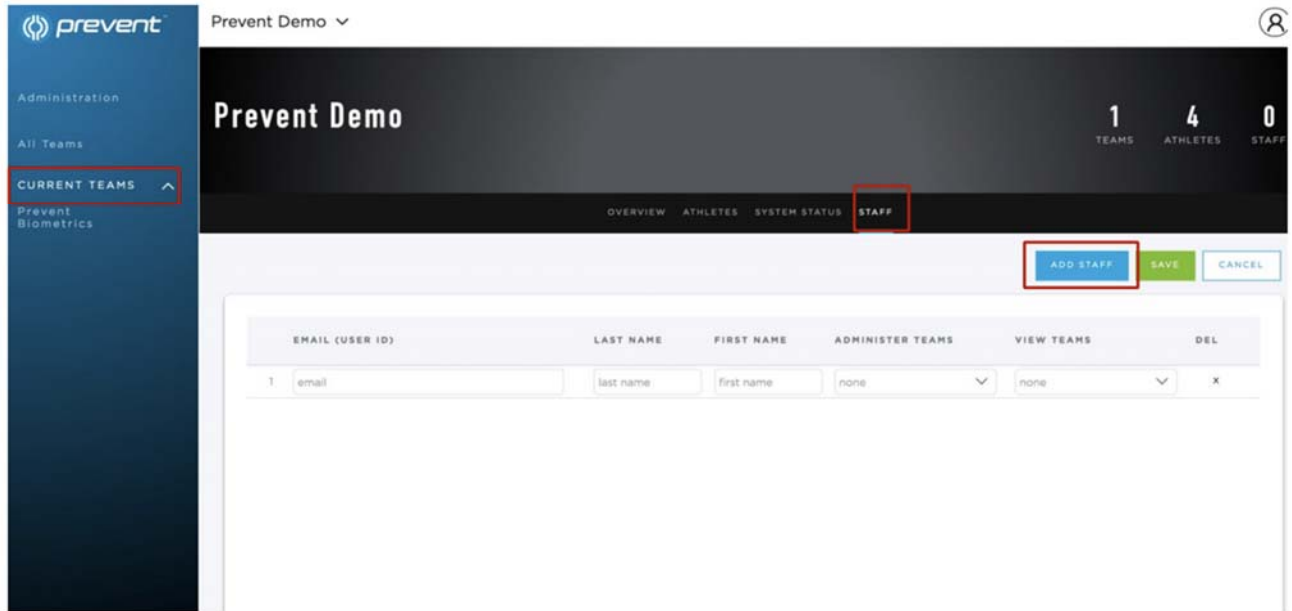 prevent
Prevent Demo
Administration
All Teams
CURRENT TEAMS
Prevent
Biometrics
Prevent Demo
1 4 0
TEAMS ATHLETES STAFF
OVERVIEW ATHLETES SYSTEM STATUS STAFF
ADD STAFF SAVE CANCEL
EMAIL (USER ID) LAST NAME FIRST NAME ADMINISTER TEAMS VIEW TEAMS DEL
1 email last name first name none none x